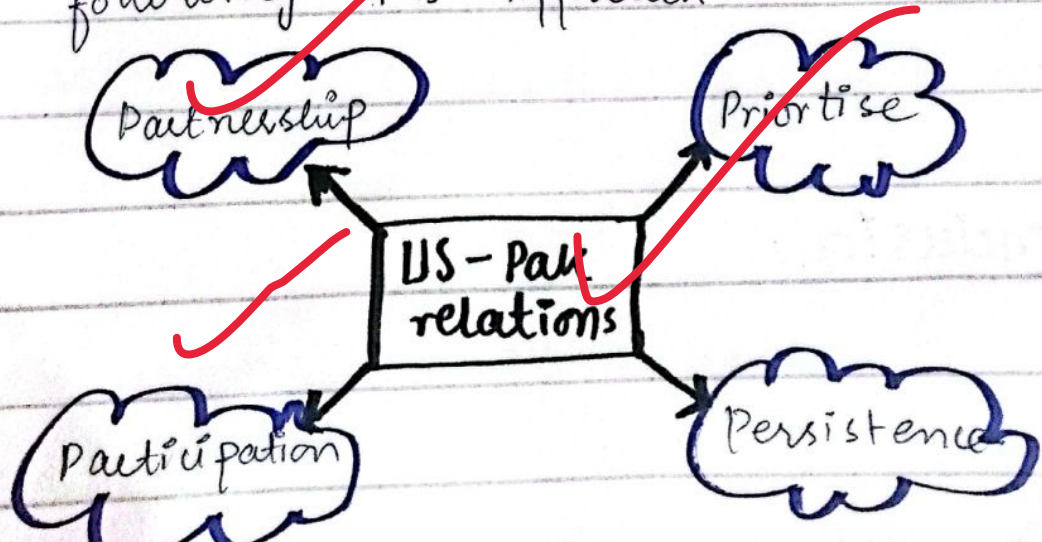 Partnership
Priortise
US - Pak
relations
Participation
Persistence